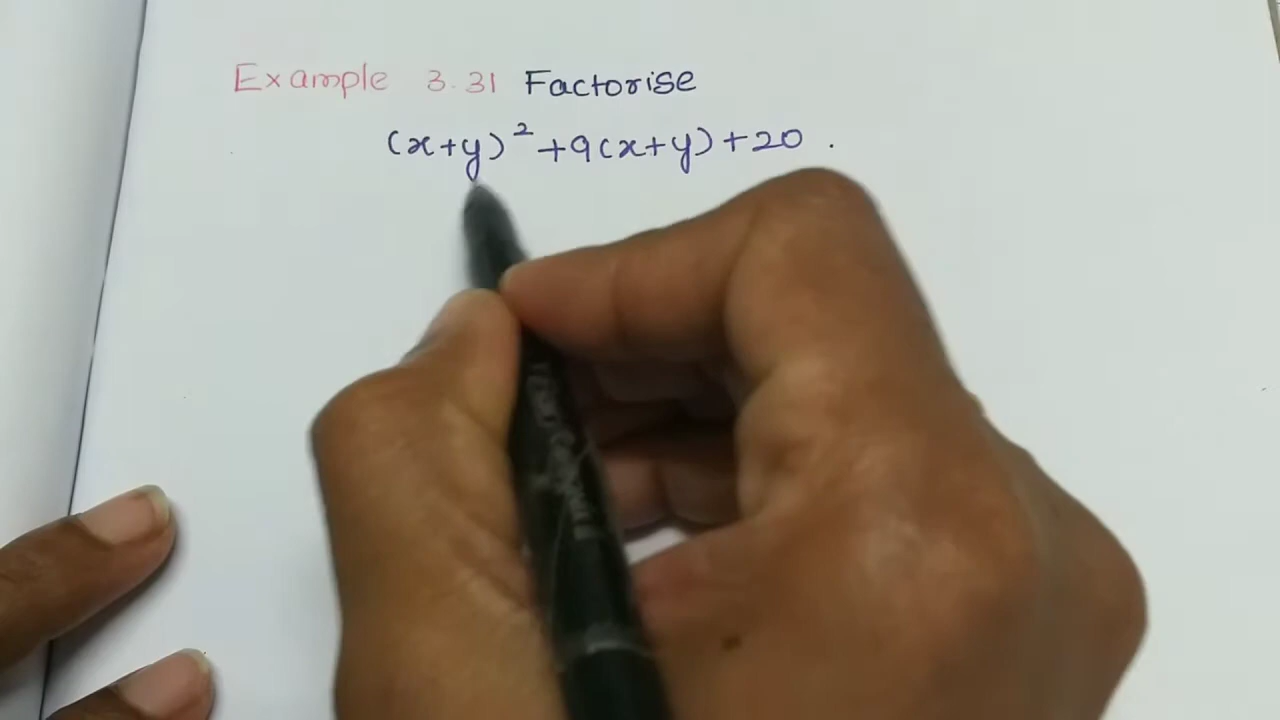 Example 3.31 Factorise
(x+y)² +9(x+y)+20.